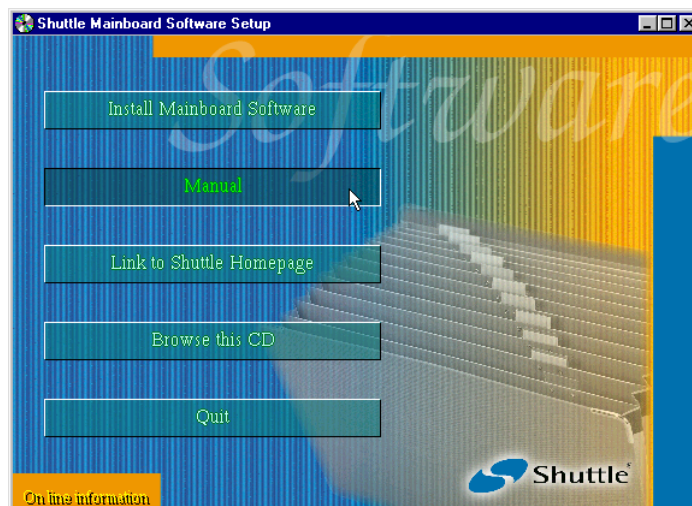 Shuttle Mainboard Software Setup
Software
Install Mainboard Software
Manual
Link to Shuttle Homepage
Browse this CD
Quit
Shuttle
On line information